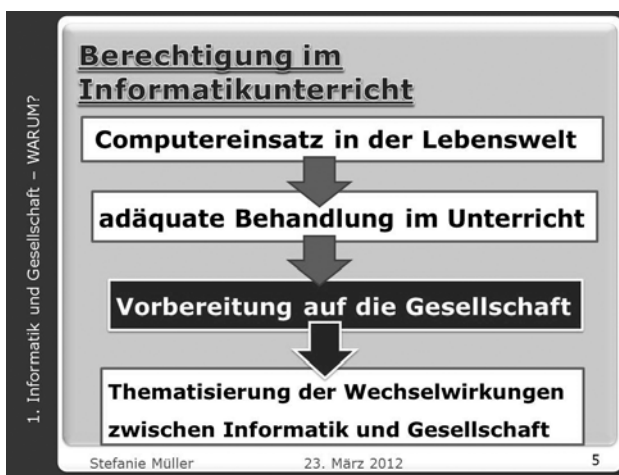 1. Informatik und Gesellschaft – WARUM?
Berechtigung im
Informatikunterricht
Computereinsatz in der Lebenswelt
adäquate Behandlung im Unterricht
Vorbereitung auf die Gesellschaft
Thematisierung der Wechselwirkungen
zwischen Informatik und Gesellschaft
Stefanie Müller 23. März 2012 5